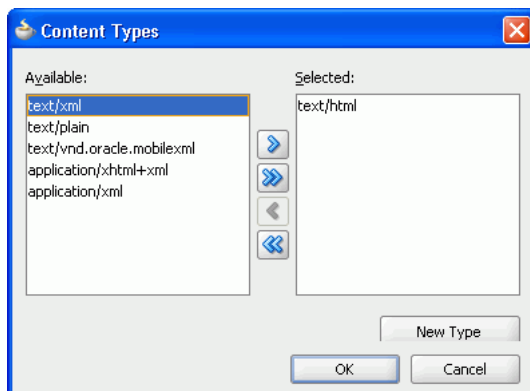 Content Types
Available:
text/xml
text/plain
text/vnd.oracle.mobilexml
application/xhtml+xml
application/xml
Selected:
text/html
New Type
OK
Cancel